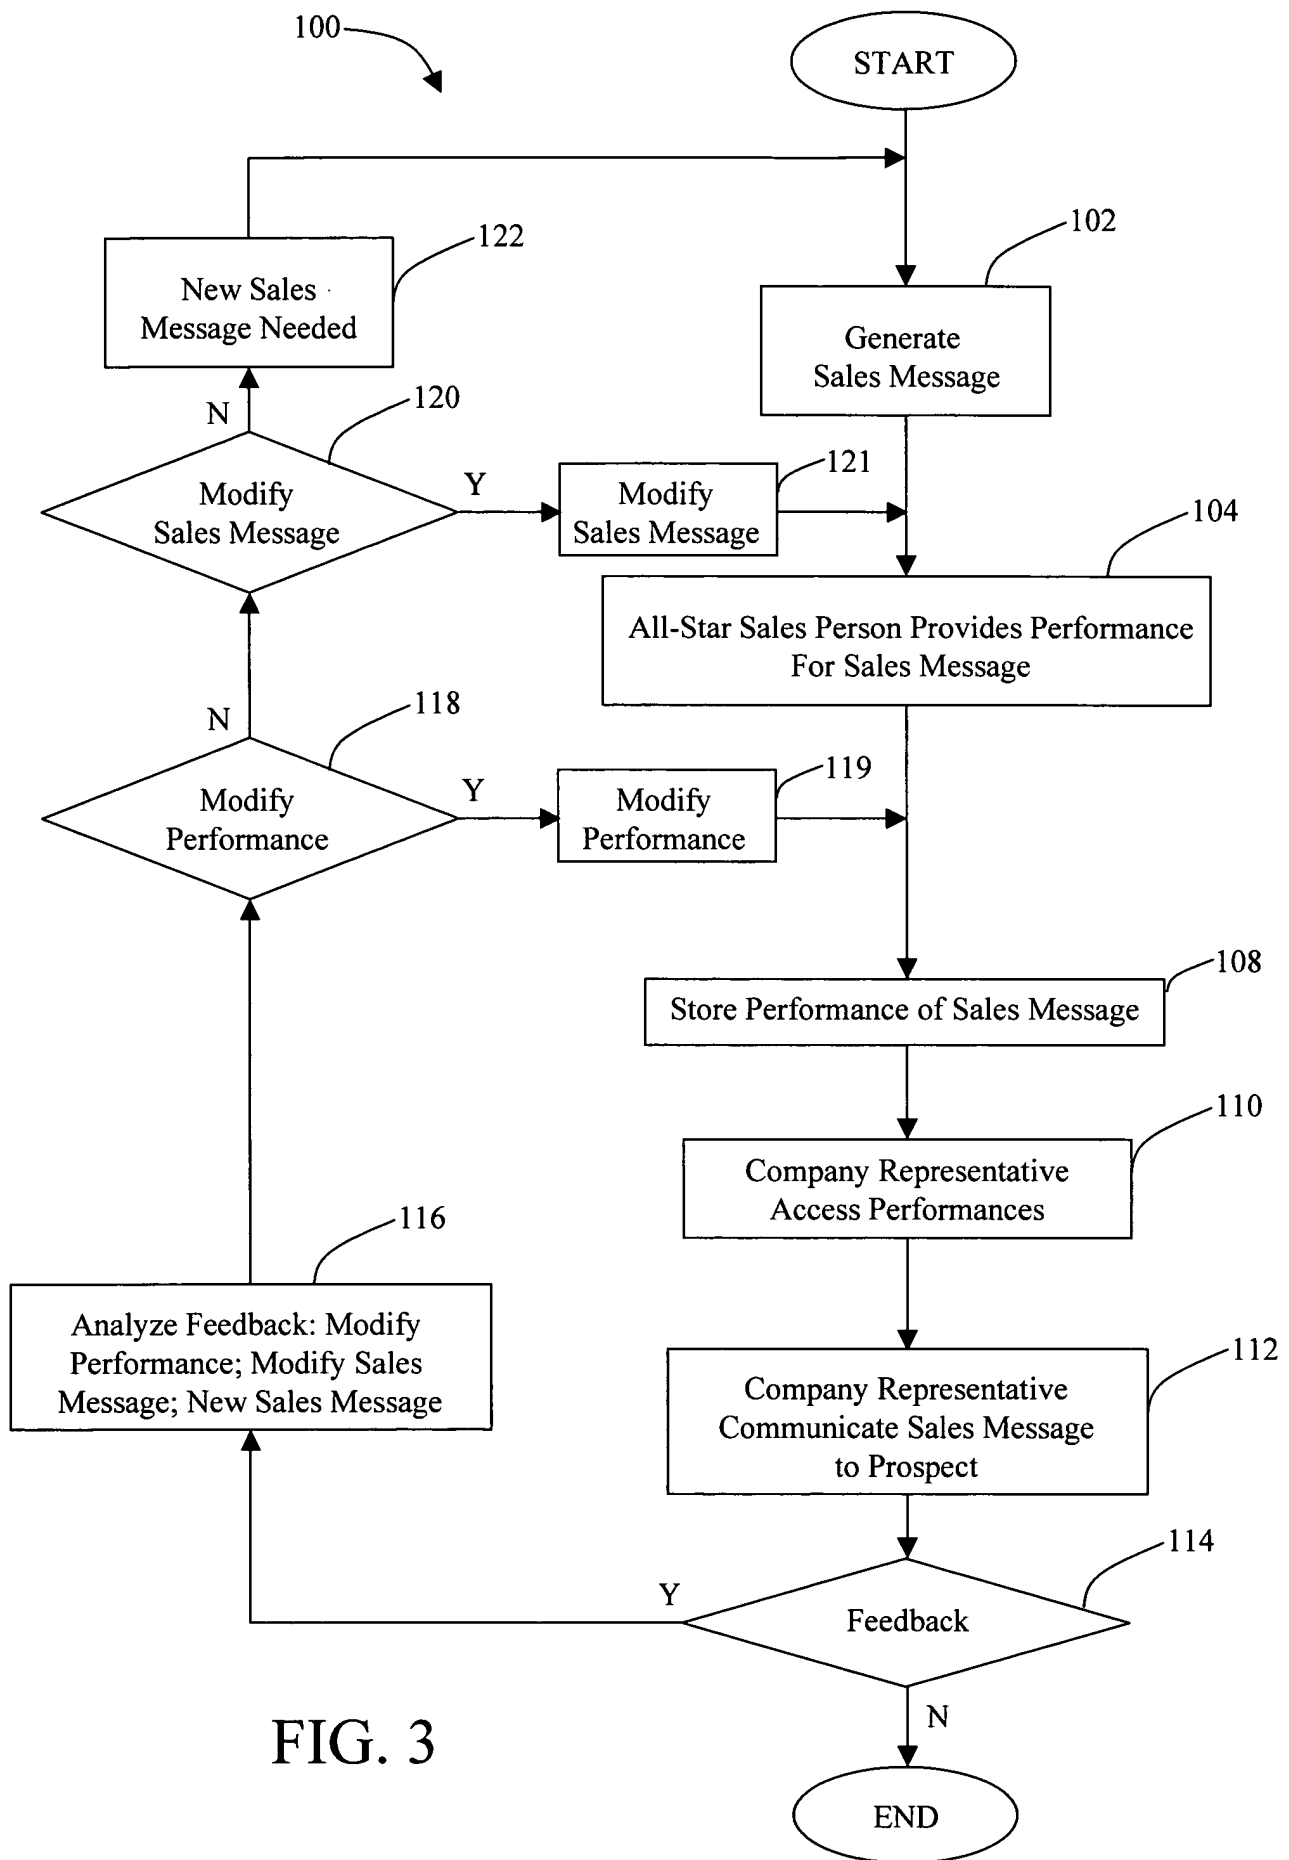 100
START
102
122
New Sales
Message Needed
Generate
Sales Message
N
120
121
Y
Modify
Sales Message
Modify
Sales Message
104
All-Star Sales Person Provides Performance
For Sales Message
118
N
119
Y
Modify
Performance
Modify
Performance
108
Store Performance of Sales Message
110
Company Representative
Access Performances
116
Analyze Feedback: Modify
Performance; Modify Sales
Message; New Sales Message
112
Company Representative
Communicate Sales Message
to Prospect
114
Y
Feedback
N
FIG. 3
END